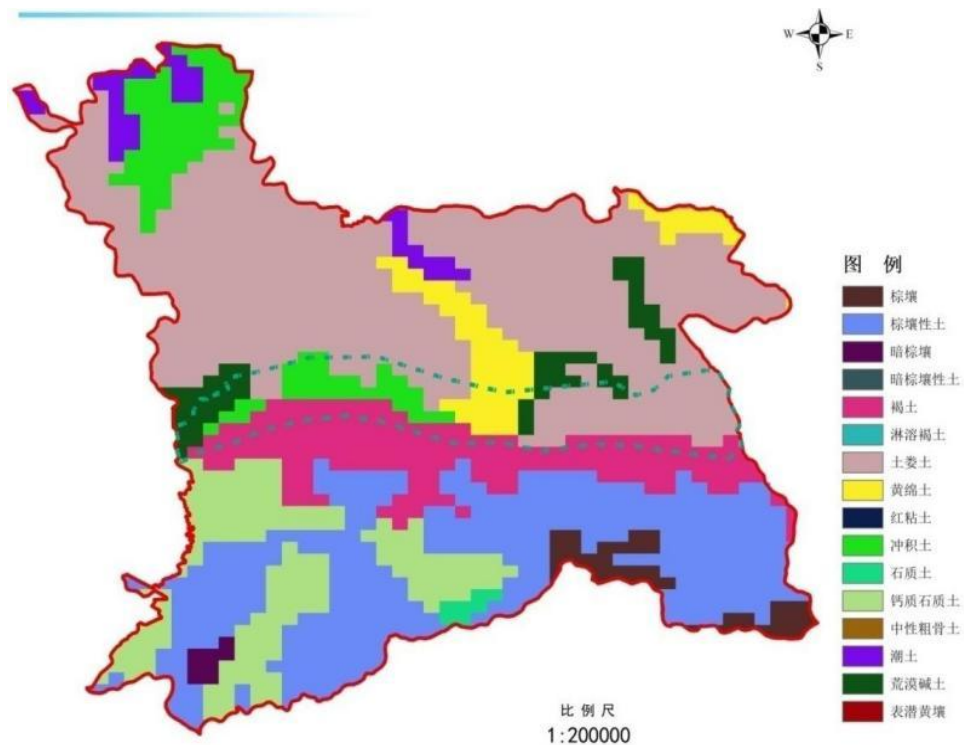 N
W E
S
图 例
棕壤
棕壤性土
暗棕壤
暗棕壤性土
褐土
淋溶褐土
土娄土
黄绵土
红粘土
冲积土
石质土
钙质石质土
中性粗骨土
潮土
荒漠碱土
表潜黄壤
比例尺
1:200000